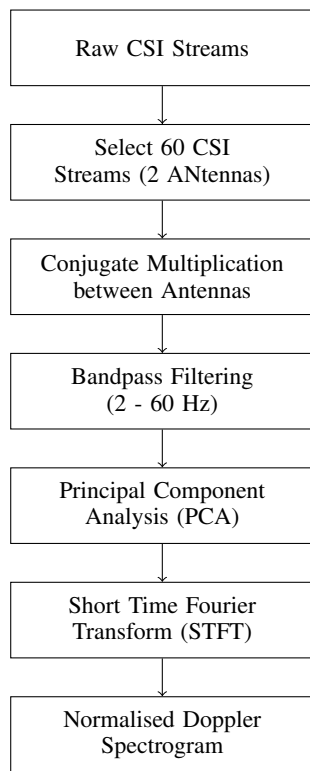 Raw CSI Streams
Select 60 CSI
Streams (2 ANtennas)
Conjugate Multiplication
between Antennas
Bandpass Filtering
(2 - 60 Hz)
Principal Component
Analysis (PCA)
Short Time Fourier
Transform (STFT)
Normalised Doppler
Spectrogram